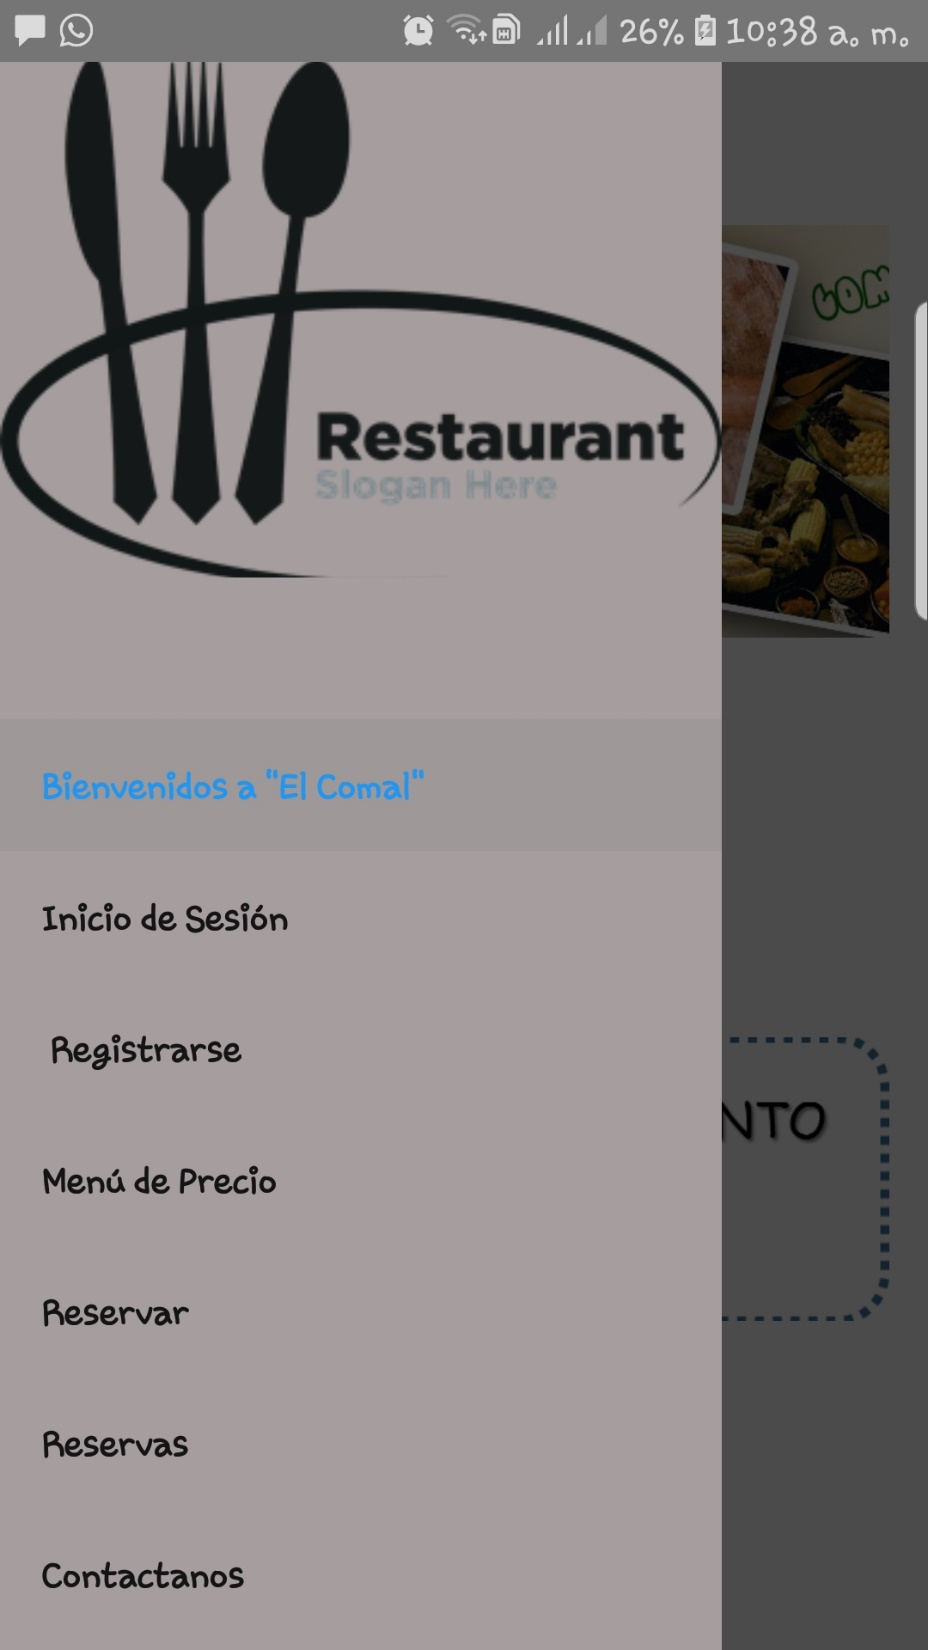 26% 10:38 a. m.
COM
Restaurant
Slogan Here
Bienvenidos a "El Comal"
Inicio de Sesión
Registrarse
Menú de Precio
NTO
Reservar
Reservas
Contactanos